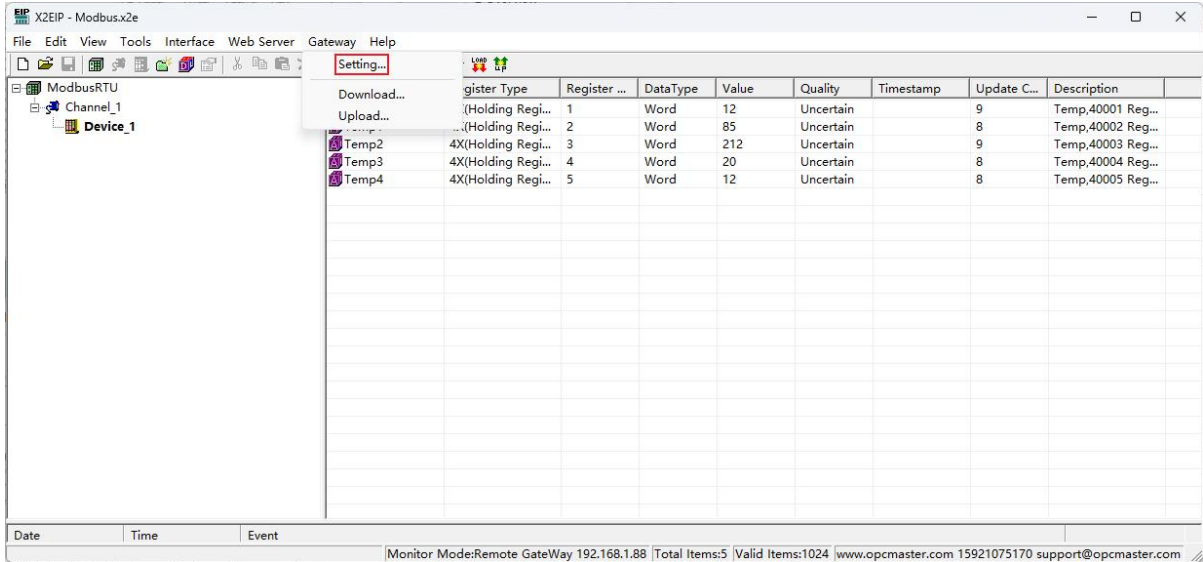 EIP X2EIP - Modbus.x2e
File Edit View Tools Interface Web Server Gateway Help
Setting...
Download...
Upload...
ModbusRTU
Channel_1
Device_1
gister Type Register ... DataType Value Quality Timestamp Update C... Description
(Holding Regi... 1 Word 12 Uncertain 9 Temp,40001 Reg...
(Holding Regi... 2 Word 85 Uncertain 8 Temp,40002 Reg...
Temp2 4X(Holding Regi... 3 Word 212 Uncertain 9 Temp,40003 Reg...
Temp3 4X(Holding Regi... 4 Word 20 Uncertain 8 Temp,40004 Reg...
Temp4 4X(Holding Regi... 5 Word 12 Uncertain 8 Temp,40005 Reg...
Date Time Event
Monitor Mode:Remote GateWay 192.168.1.88 Total Items:5 Valid Items:1024 www.opcmaster.com 15921075170 support@opcmaster.com